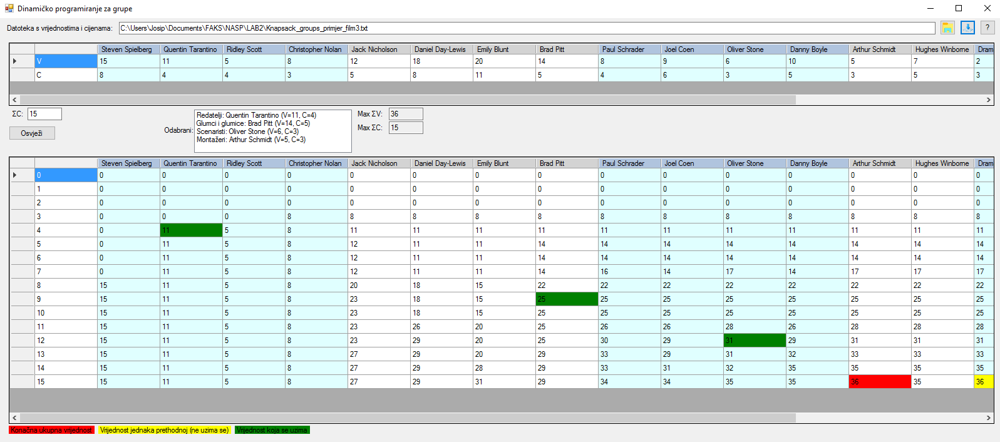 Dinamičko programiranje za grupe
Datoteka s vrijednostima i cijenama: C:\Users\Josip\Documents\FAKS\NASP\LAB2\Knapsack_groups_primjer_film3.txt ?
Steven Spielberg Quentin Tarantino Ridley Scott Christopher Nolan Jack Nicholson Daniel Day-Lewis Emily Blunt Brad Pitt Paul Schrader Joel Coen Oliver Stone Danny Boyle Arthur Schmidt Hughes Winborne Dram
V 15 11 5 8 12 18 20 14 8 9 6 10 5 7 2
C 8 4 4 3 5 8 11 5 4 6 3 5 3 5 3
ΣC: 15
Osvježi
Odabrani:
Redatelji: Quentin Tarantino (V=11, C=4)
Glumci i glumice: Brad Pitt (V=14, C=5)
Scenaristi: Oliver Stone (V=6, C=3)
Montažeri: Arthur Schmidt (V=5, C=3)
Max ΣV: 36
Max ΣC: 15
Steven Spielberg Quentin Tarantino Ridley Scott Christopher Nolan Jack Nicholson Daniel Day-Lewis Emily Blunt Brad Pitt Paul Schrader Joel Coen Oliver Stone Danny Boyle Arthur Schmidt Hughes Winborne Dram
0 0 0 0 0 0 0 0 0 0 0 0 0 0 0 0
1 0 0 0 0 0 0 0 0 0 0 0 0 0 0 0
2 0 0 0 0 0 0 0 0 0 0 0 0 0 0 0
3 0 0 0 8 8 8 8 8 8 8 8 8 8 8 8
4 0 11 5 8 11 11 11 11 11 11 11 11 11 11 11
5 0 11 5 8 12 11 11 14 14 14 14 14 14 14 14
6 0 11 5 8 12 11 11 14 14 14 14 14 14 14 14
7 0 11 5 8 12 11 11 14 16 14 17 14 17 17 17
8 15 11 5 8 20 18 15 22 22 22 22 22 22 22 22
9 15 11 5 8 23 18 15 25 25 25 25 25 25 25 25
10 15 11 5 8 23 18 15 25 25 25 25 25 25 25 25
11 15 11 5 8 23 26 20 25 26 26 28 26 28 28 28
12 15 11 5 8 23 29 20 25 30 29 31 29 31 31 31
13 15 11 5 8 27 29 20 29 33 29 31 32 33 33 33
14 15 11 5 8 27 29 28 29 33 31 32 35 35 35 35
15 15 11 5 8 27 29 31 29 34 34 35 35 36 35 36
Konačna ukupna vrijednost Vrijednost jednaka prethodnoj (ne uzima se) Vrijednost koja se uzima